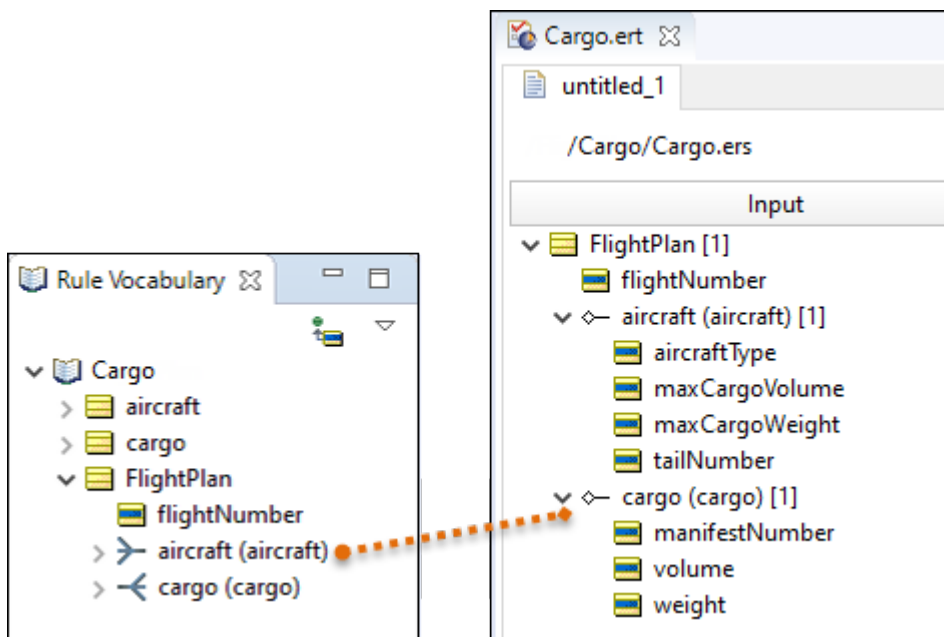 Rule Vocabulary
Cargo
aircraft
cargo
FlightPlan
flightNumber
aircraft (aircraft)
cargo (cargo)
Cargo.ert
untitled_1
/Cargo/Cargo.ers
Input
FlightPlan [1]
flightNumber
aircraft (aircraft) [1]
aircraftType
maxCargoVolume
maxCargoWeight
tailNumber
cargo (cargo) [1]
manifestNumber
volume
weight